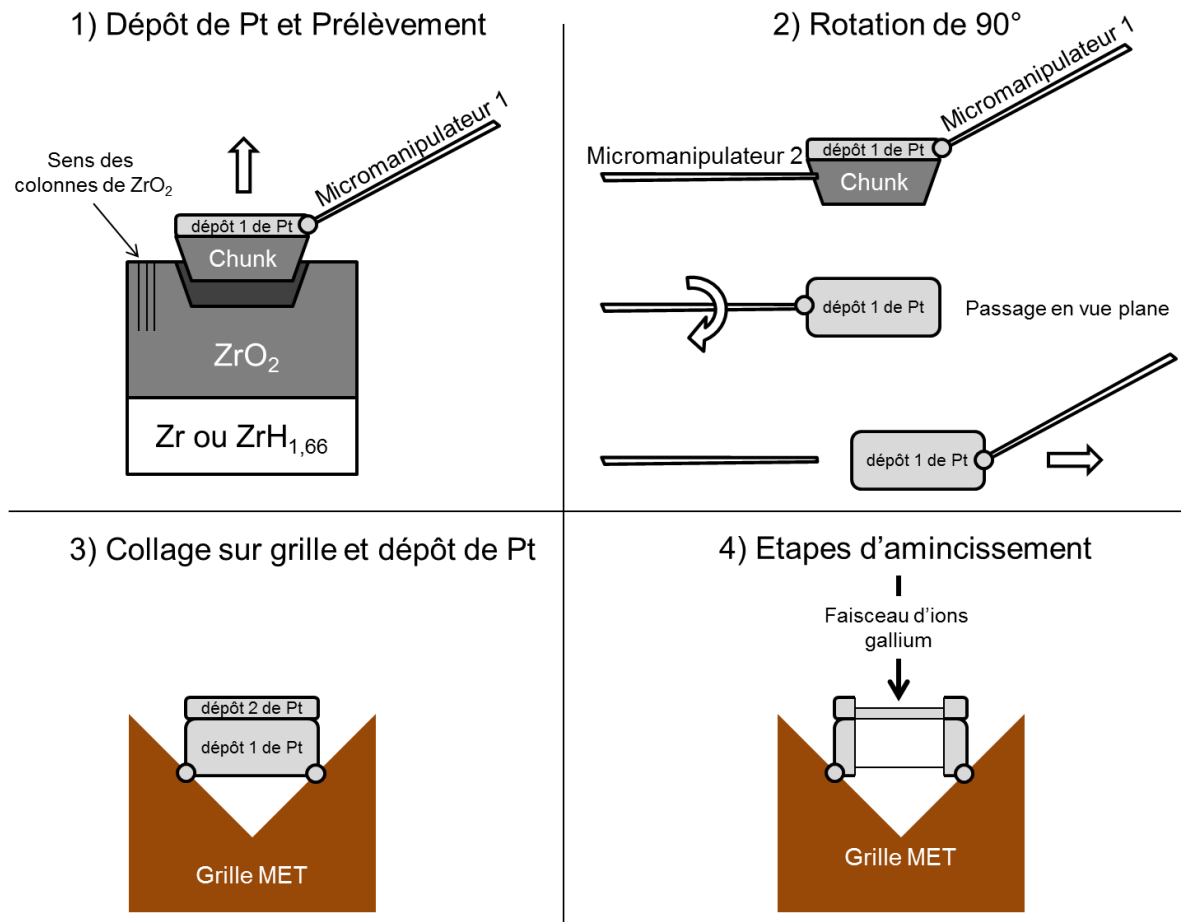 1) Dépôt de Pt et Prélèvement
Sens des
colonnes de ZrO2
Micromanipulateur 1
dépôt 1 de Pt
Chunk
ZrO2
Zr ou ZrH1,66
2) Rotation de 90°
Micromanipulateur 1
Micromanipulateur 2
dépôt 1 de Pt
Chunk
dépôt 1 de Pt
Passage en vue plane
dépôt 1 de Pt
3) Collage sur grille et dépôt de Pt
dépôt 2 de Pt
dépôt 1 de Pt
Grille MET
4) Etapes d'amincissement
Faisceau d'ions
gallium
Grille MET